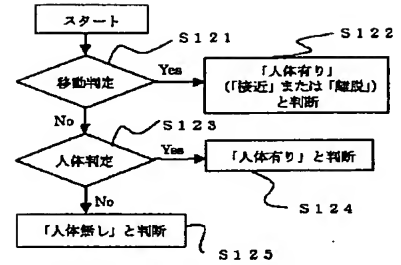 スタート
S121
S122
移動判定
Yes
「人体有り」
(「接近」または「離脱」)
と判断
No
S123
人体判定
Yes
「人体有り」と判断
No
S124
「人体無し」と判断
S125